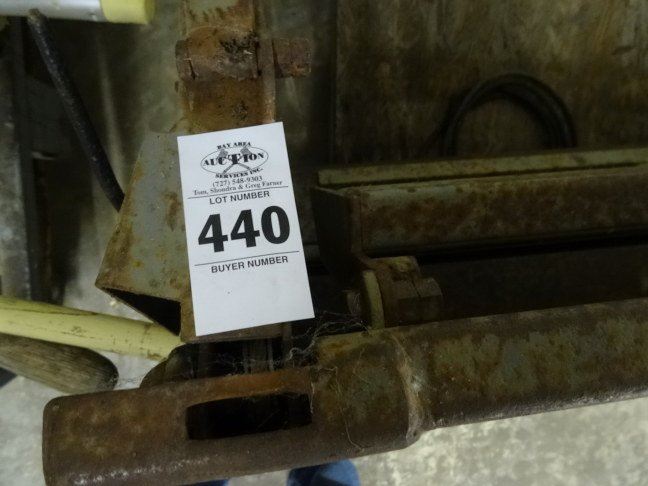 BAY AREA
AUCTION
SERVICES INC.
(727) 548-9303
Tom, Shondra & Greg Farner
LOT NUMBER
440
BUYER NUMBER